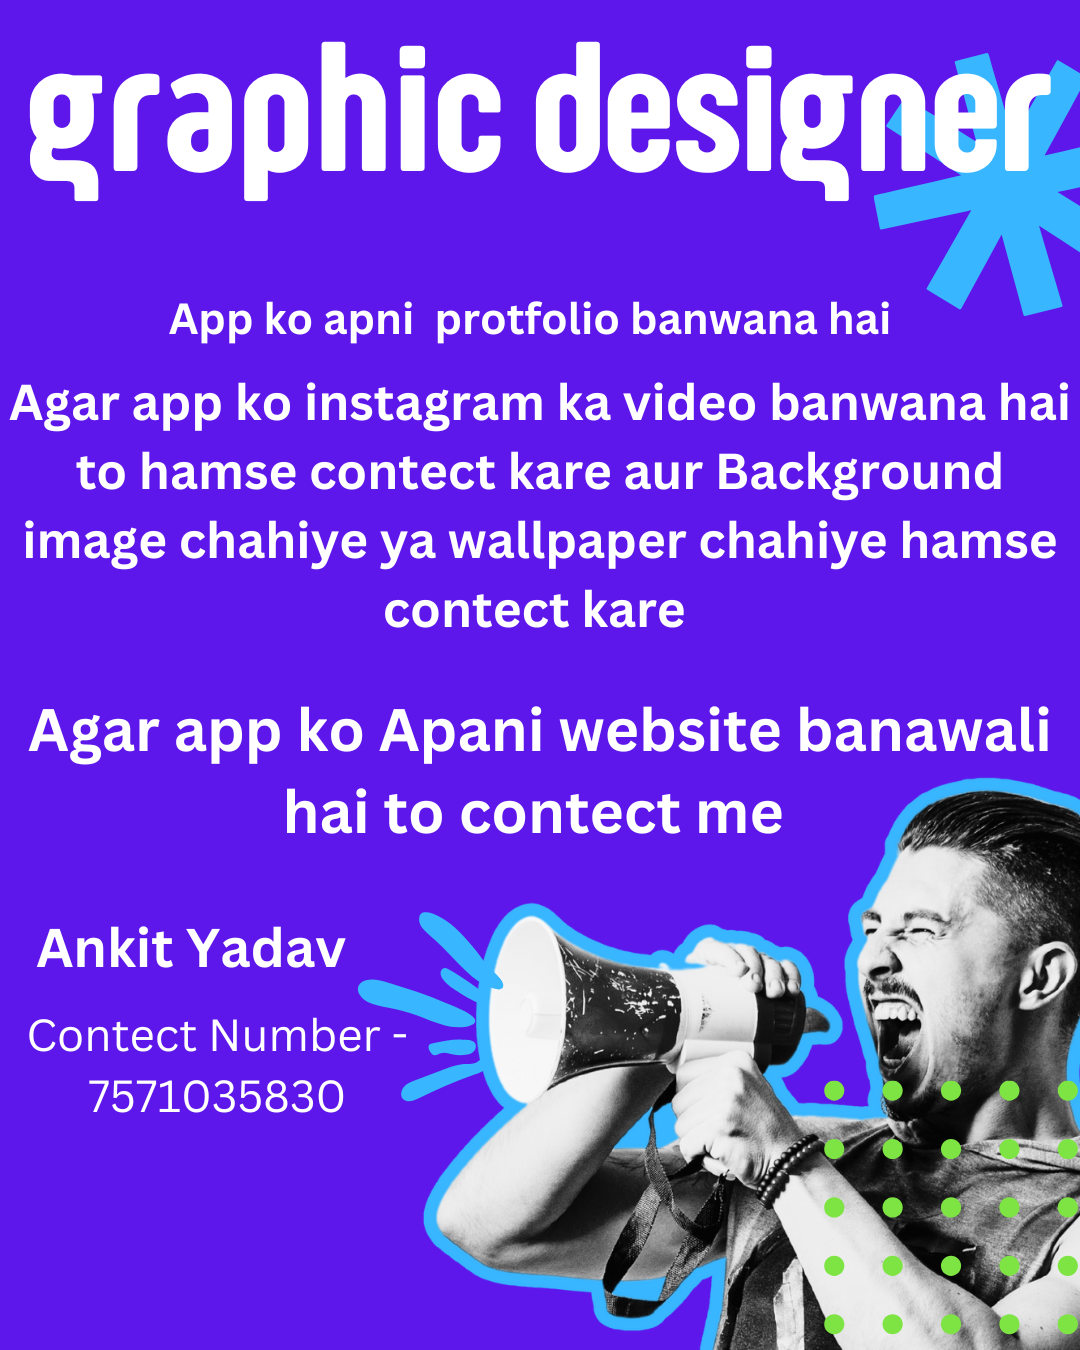 graphic designer
App ko apni protfolio banwana hai
Agar app ko instagram ka video banwana hai
to hamse contect kare aur Background
image chahiye ya wallpaper chahiye hamse
contect kare
Agar app ko Apani website banawali
hai to contect me
Ankit Yadav
Contect Number -
7571035830